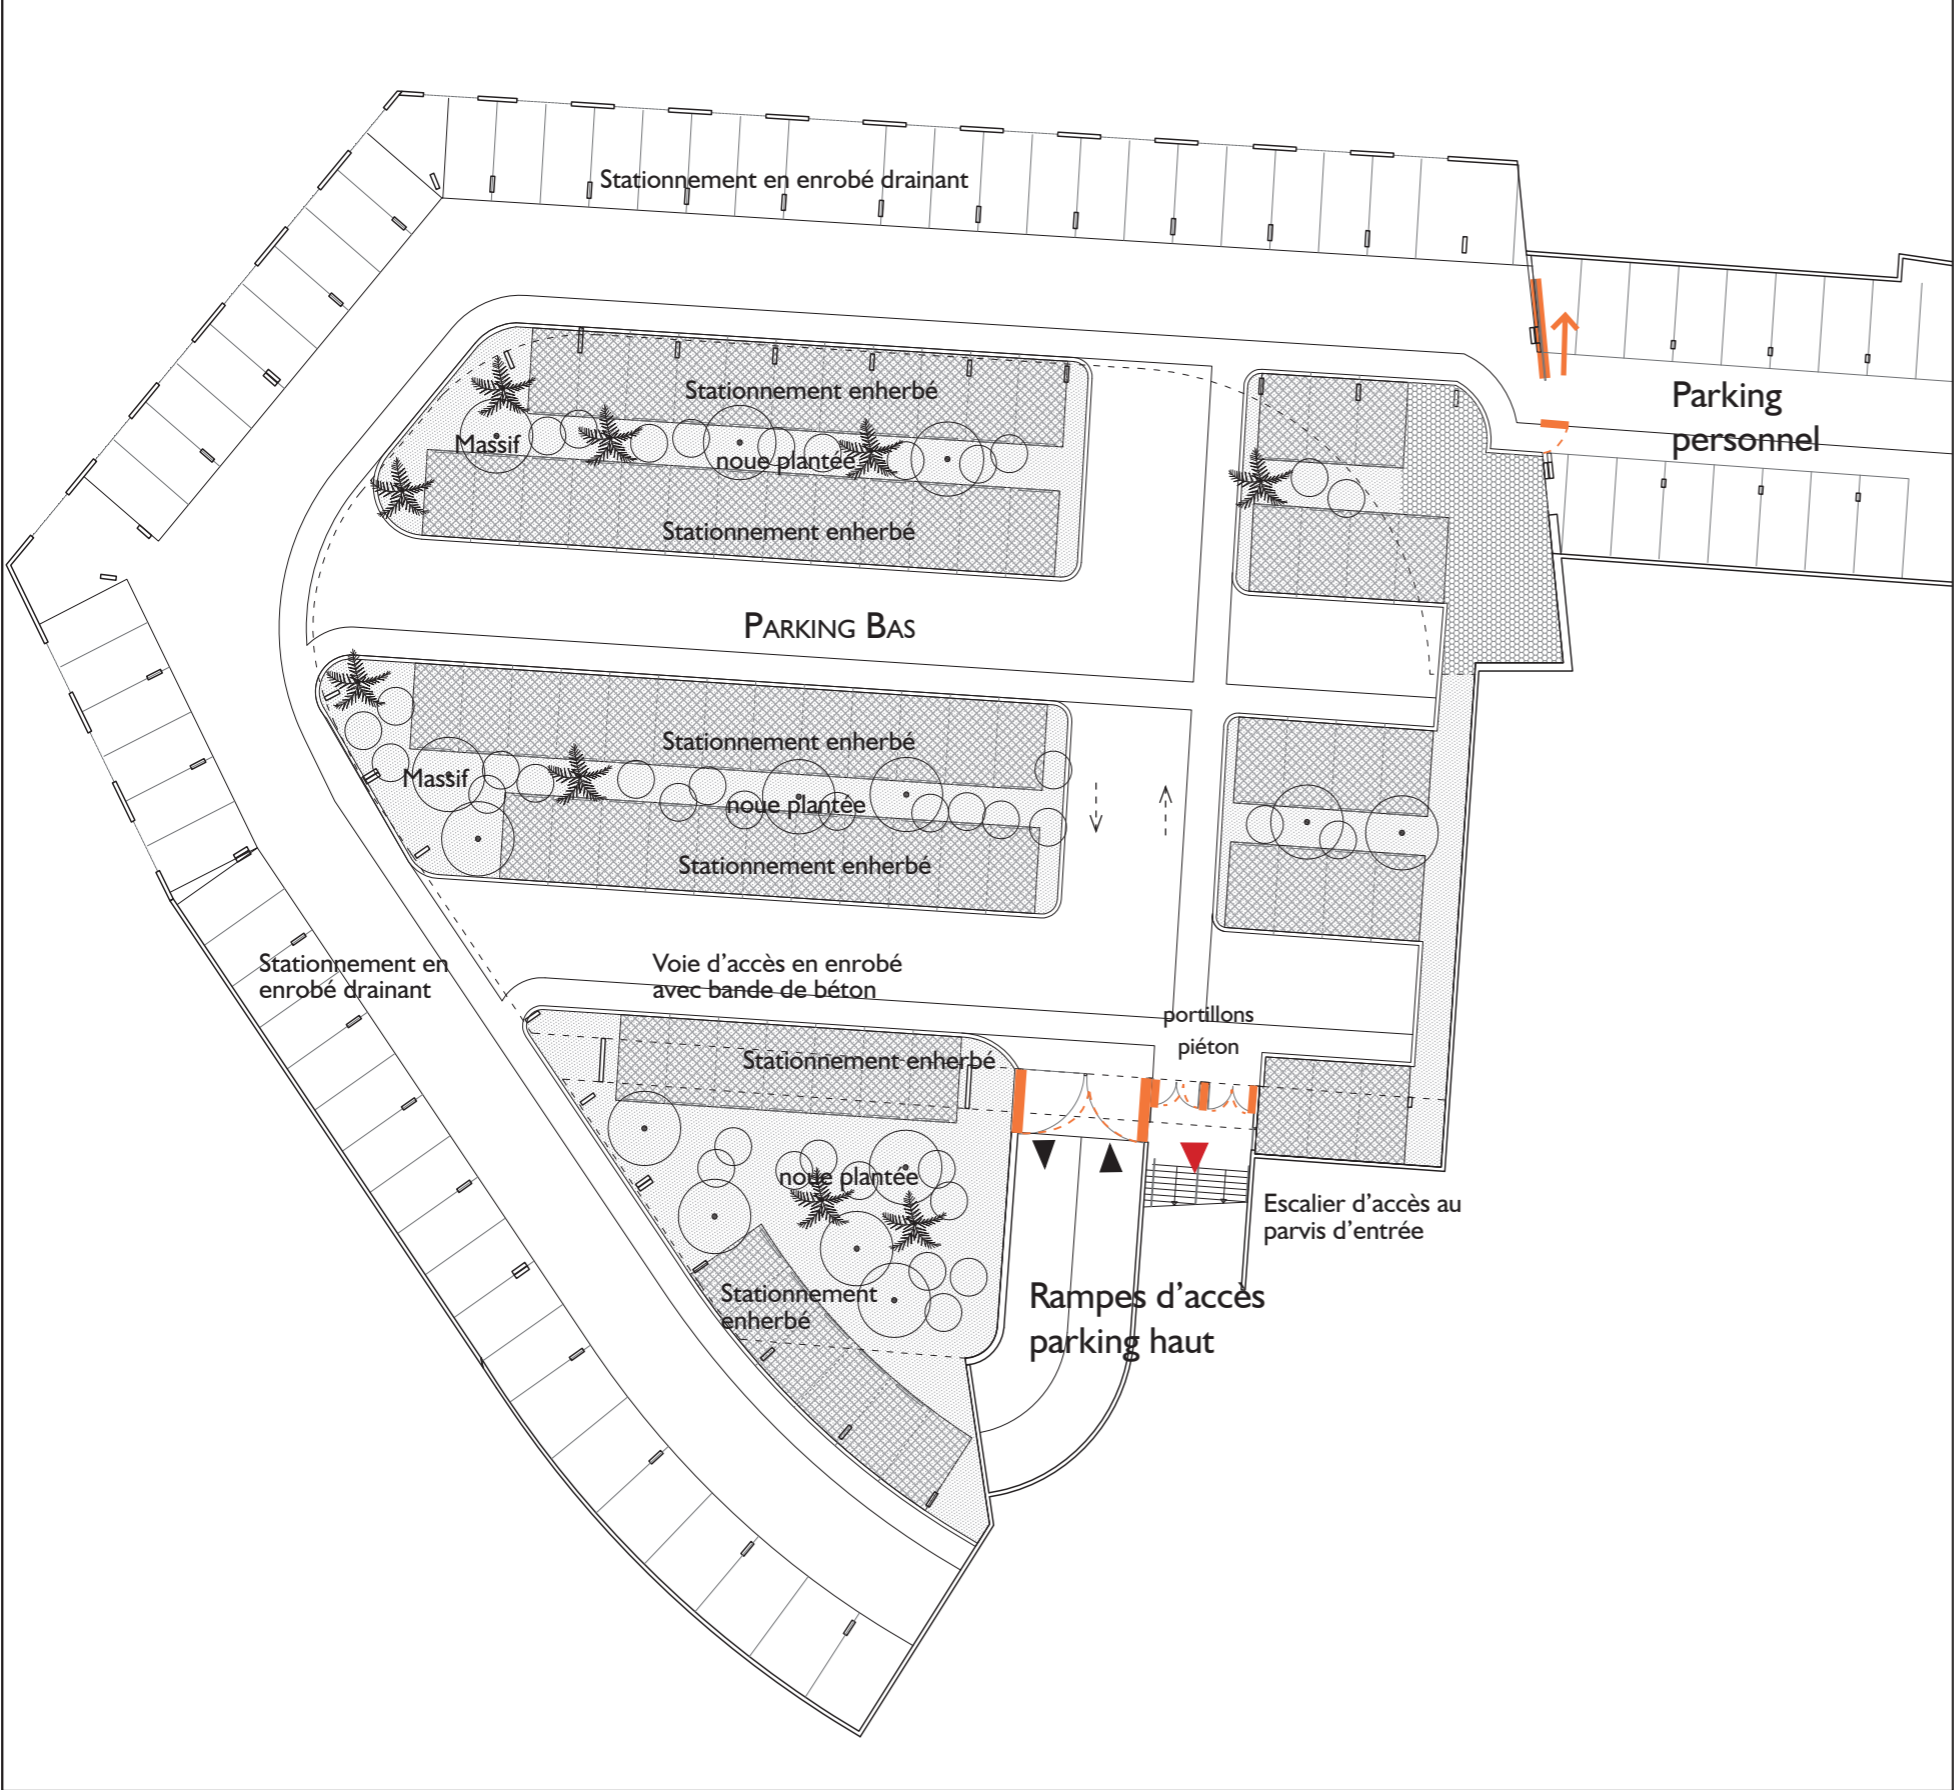 Stationnement en enrobé drainant
Stationnement enherbé
Parking
personnel
Massif
noue plantée
Stationnement enherbé
PARKING BAS
Stationnement enherbé
Massif
noue plantée
Stationnement enherbé
Stationnement en
enrobé drainant
Voie d’accès en enrobé
avec bande de béton
portillons
piéton
Stationnement enherbé
noue plantée
Escalier d’accès au
parvis d’entrée
Stationnement
enherbé
Rampes d’accès
parking haut